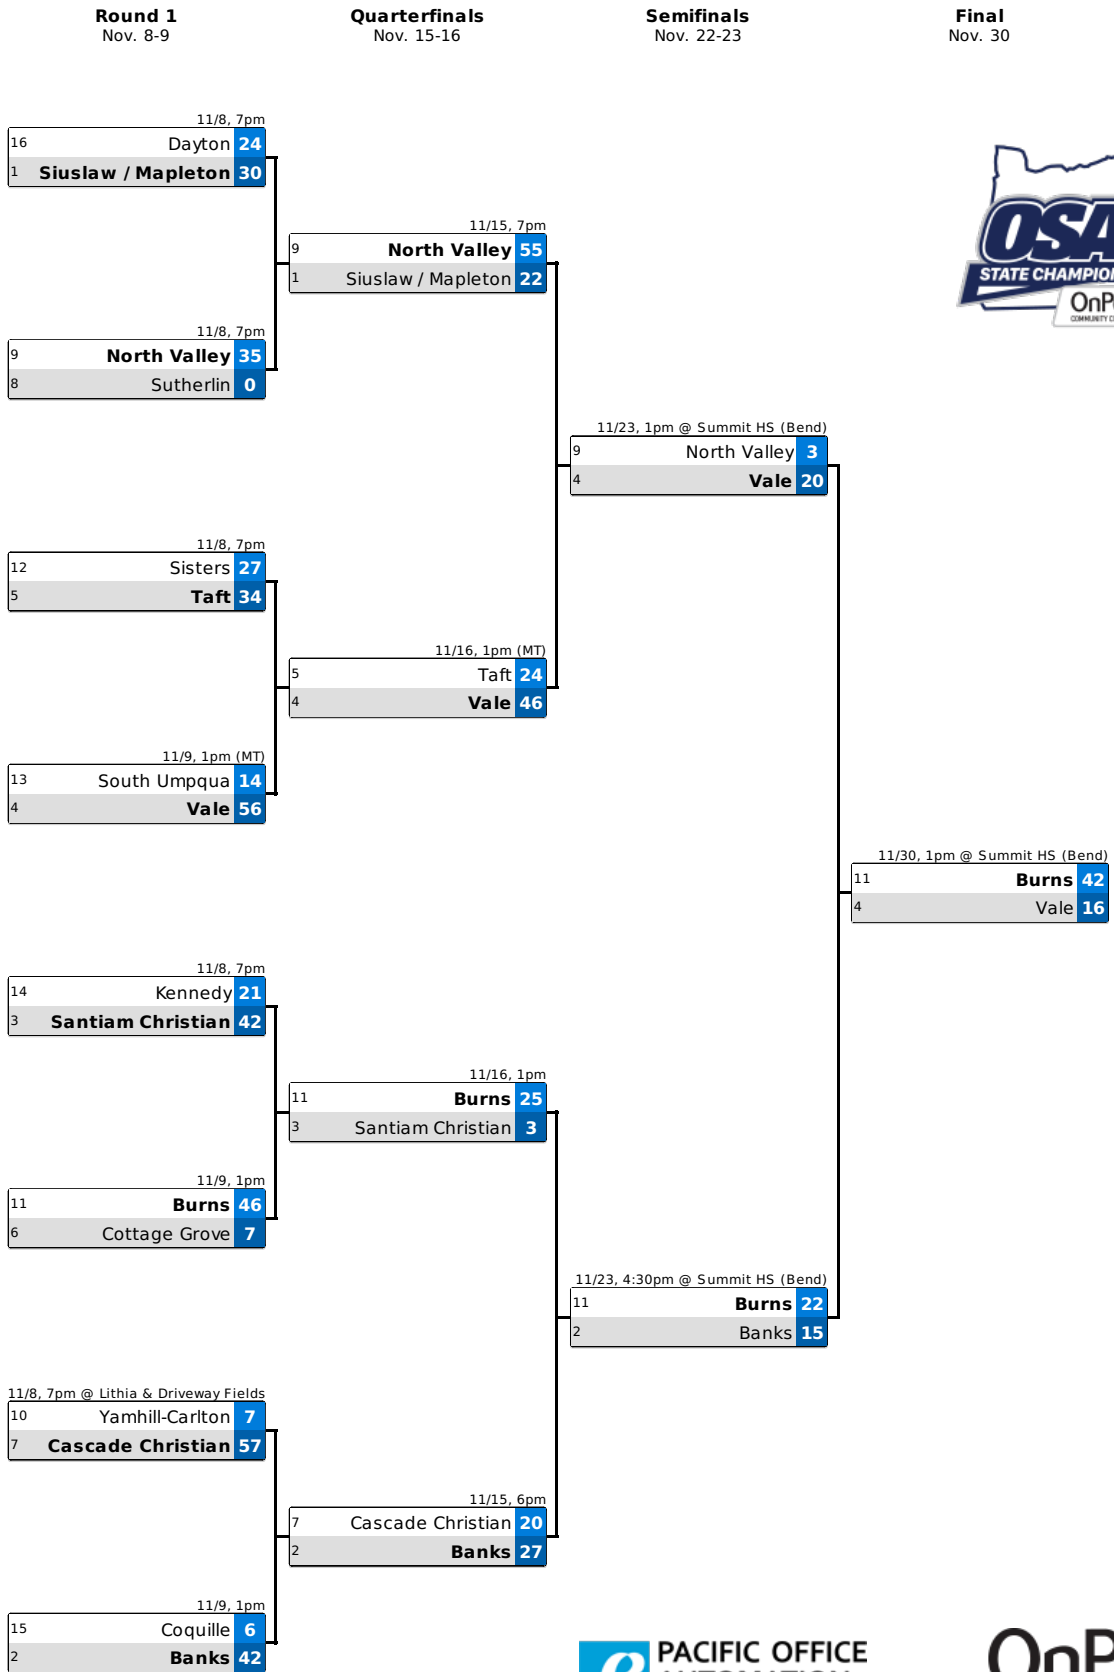 Round 1
Nov. 8-9
Quarterfinals
Nov. 15-16
Semifinals
Nov. 22-23
Final
Nov. 30
11/8, 7pm
16 Dayton 24
1 Siuslaw / Mapleton 30
11/15, 7pm
9 North Valley 55
1 Siuslaw / Mapleton 22
11/8, 7pm
9 North Valley 35
8 Sutherlin 0
STATE CHAMPION
11/23, 1pm @ Summit HS (Bend)
9 North Valley 3
4 Vale 20
11/8, 7pm
12 Sisters 27
5 Taft 34
11/16, 1pm (MT)
5 Taft 24
4 Vale 46
11/9, 1pm (MT)
13 South Umpqua 14
4 Vale 56
11/30, 1pm @ Summit HS (Bend)
11 Burns 42
4 Vale 16
11/8, 7pm
14 Kennedy 21
3 Santiam Christian 42
11/16, 1pm
11 Burns 25
3 Santiam Christian 3
11/9, 1pm
11 Burns 46
6 Cottage Grove 7
11/23, 4:30pm @ Summit HS (Bend)
11 Burns 22
2 Banks 15
11/8, 7pm @ Lithia & Driveway Fields
10 Yamhill-Carlton 7
7 Cascade Christian 57
11/15, 6pm
7 Cascade Christian 20
2 Banks 27
11/9, 1pm
15 Coquille 6
2 Banks 42
PACIFIC OFFICE
AUTOMATION
OnP